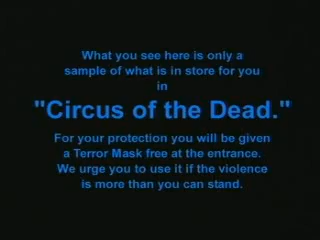 What you see here is only a
sample of what is in store for you
in
"Circus of the Dead."
For your protection you will be given
a Terror Mask free at the entrance.
We urge you to use it if the violence
is more than you can stand.